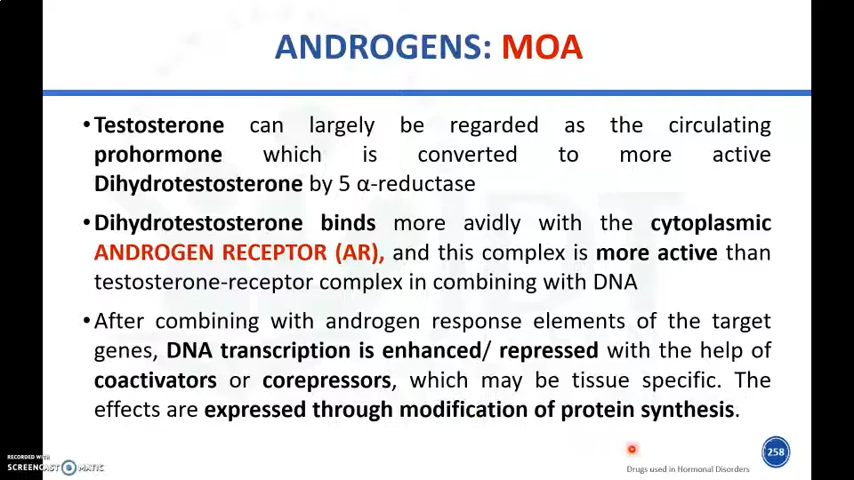 ANDROGENS: MOA
•Testosterone can largely be regarded as the circulating
prohormone which is converted to more active
Dihydrotestosterone by 5 α-reductase
•Dihydrotestosterone binds more avidly with the cytoplasmic
ANDROGEN RECEPTOR (AR), and this complex is more active than
testosterone-receptor complex in combining with DNA
•After combining with androgen response elements of the target
genes, DNA transcription is enhanced/ repressed with the help of
coactivators or corepressors, which may be tissue specific. The
effects are expressed through modification of protein synthesis.
RECORDED WITH
SCREENCAST MATIC
Drugs used in Hormonal Disorders
258